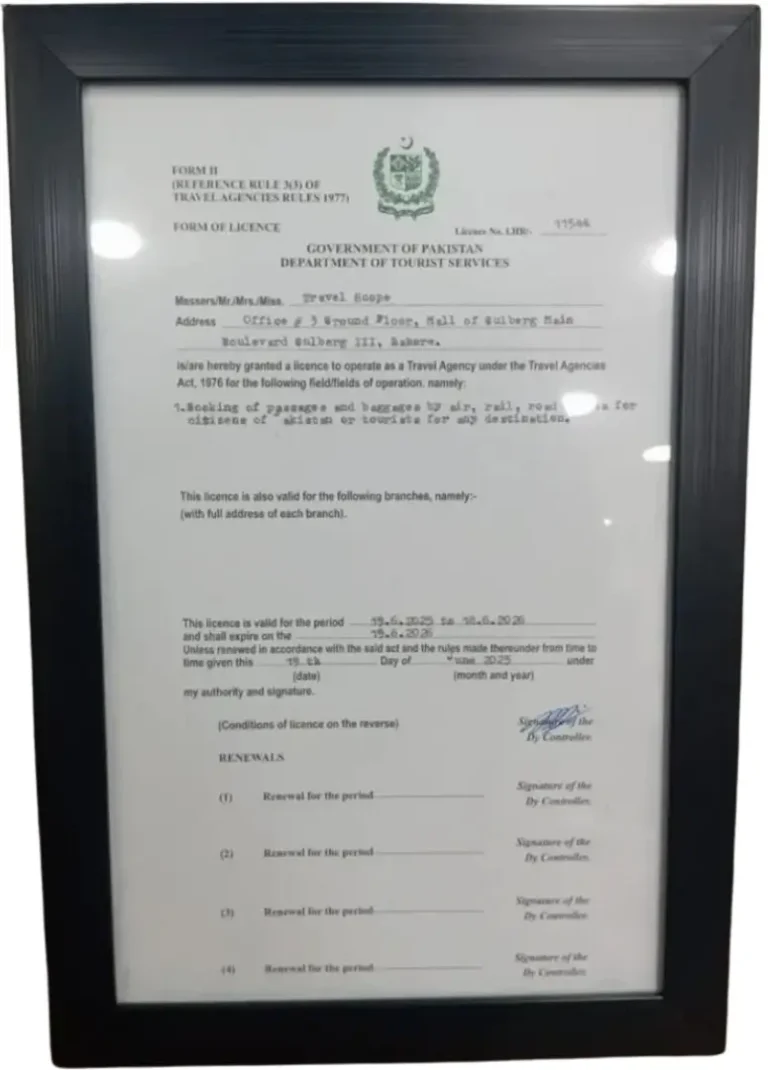 FORM II
(REFERENCE RULE 3(3) OF
TRAVEL AGENCIES RULES 1977)
FORM OF LICENCE
Licence No. LHR/-
GOVERNMENT OF PAKISTAN
DEPARTMENT OF TOURIST SERVICES
Messers/Mr./Mrs./Miss. Travel Scope
Address Office # 3 Ground Floor, Mall of Gulberg Main
Boulevard Gulberg III, Lahore.
is/are hereby granted a licence to operate as a Travel Agency under the Travel Agencies
Act, 1976 for the following field/fields of operation. namely:
1.Booking of passages and baggages by air, rail, road for
citizens of akistan or tourists for any destination.
This licence is also valid for the following branches, namely:-
(with full address of each branch).
This licence is valid for the period 19.6.2025 to 18.6.2026
and shall expire on the 19.6.2026
Unless renewed in accordance with the said act and the rules made thereunder from time to
time given this 19 th Day of June 2025 under
(date) (month and year)
my authority and signature.
(Conditions of licence on the reverse) Signature of the
Dy Controller.
RENEWALS
(1) Renewal for the period Signature of the
Dy Controller.
(2) Renewal for the period Signature of the
Dy Controller.
(3) Renewal for the period Signature of the
Dy Controller.
(4) Renewal for the period Signature of the
Dy Controller.